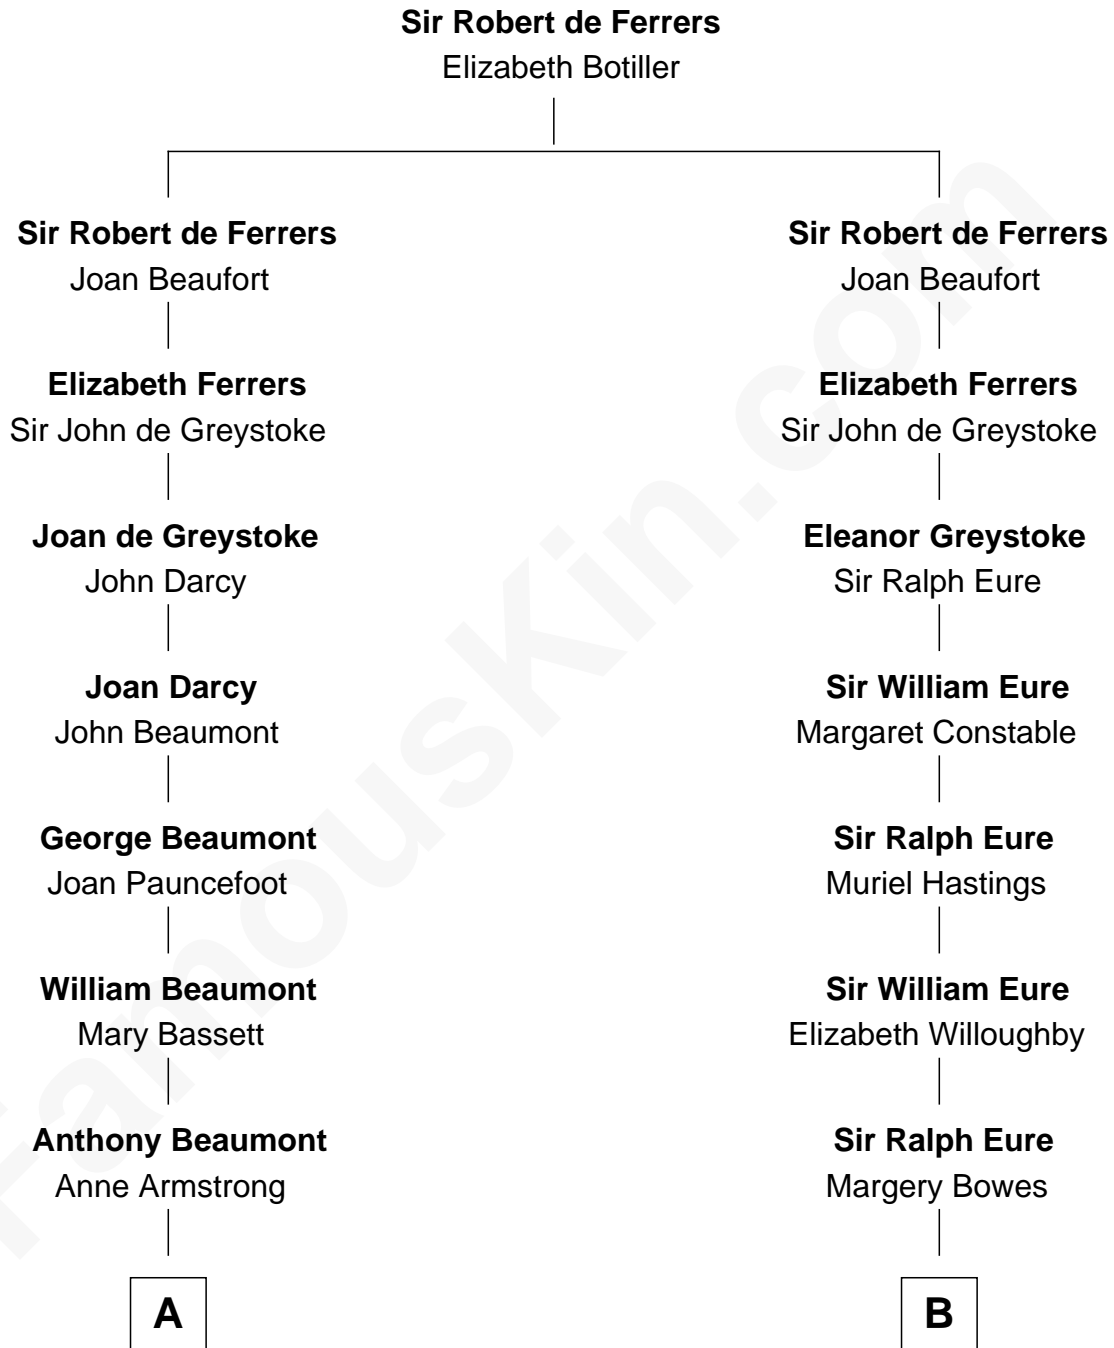 Sir Robert de Ferrers
Elizabeth Botiller
Sir Robert de Ferrers
Joan Beaufort
Elizabeth Ferrers
Sir John de Greystoke
Joan de Greystoke
John Darcy
Joan Darcy
John Beaumont
George Beaumont
Joan Pauncefoot
William Beaumont
Mary Bassett
Anthony Beaumont
Anne Armstrong
A
Sir Robert de Ferrers
Joan Beaufort
Elizabeth Ferrers
Sir John de Greystoke
Eleanor Greystoke
Sir Ralph Eure
Sir William Eure
Margaret Constable
Sir Ralph Eure
Muriel Hastings
Sir William Eure
Elizabeth Willoughby
Sir Ralph Eure
Margery Bowes
B
FamousKin.com